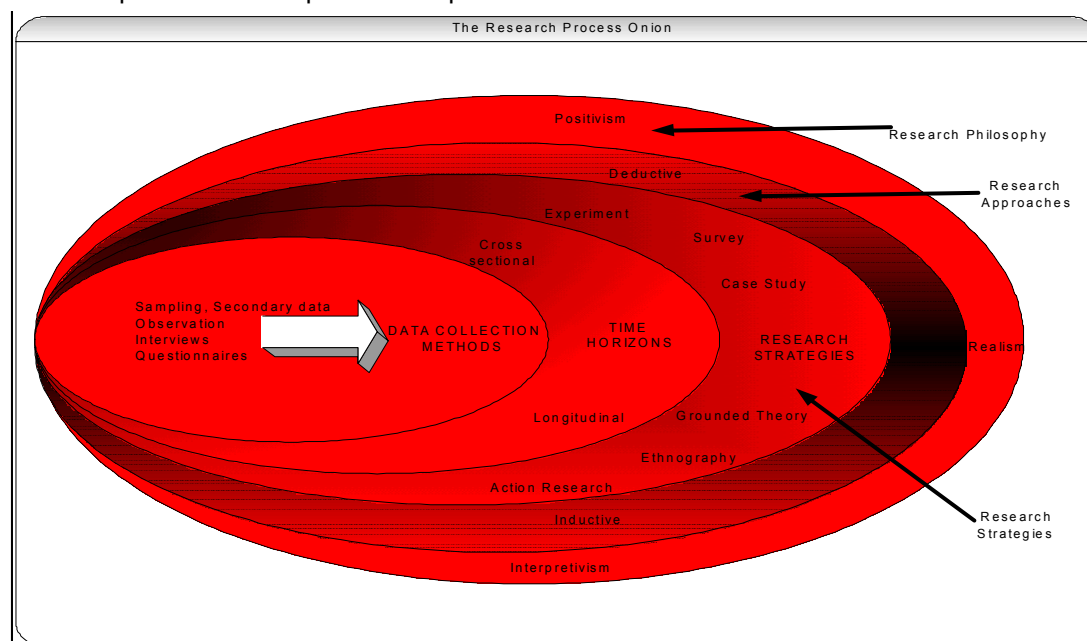 The Research Process Onion
Positivism
Research Philosophy
Deductive
Research
Approaches
Experiment
Survey
Cross
sectional
Case Study
Sampling, Secondary data
Observation
Interviews
Questionnaires
DATA COLLECTION
METHODS
TIME
HORIZONS
RESEARCH
STRATEGIES
Realism
Longitudinal
Grounded Theory
Ethnography
Action Research
Inductive
Research
Strategies
Interpretivism